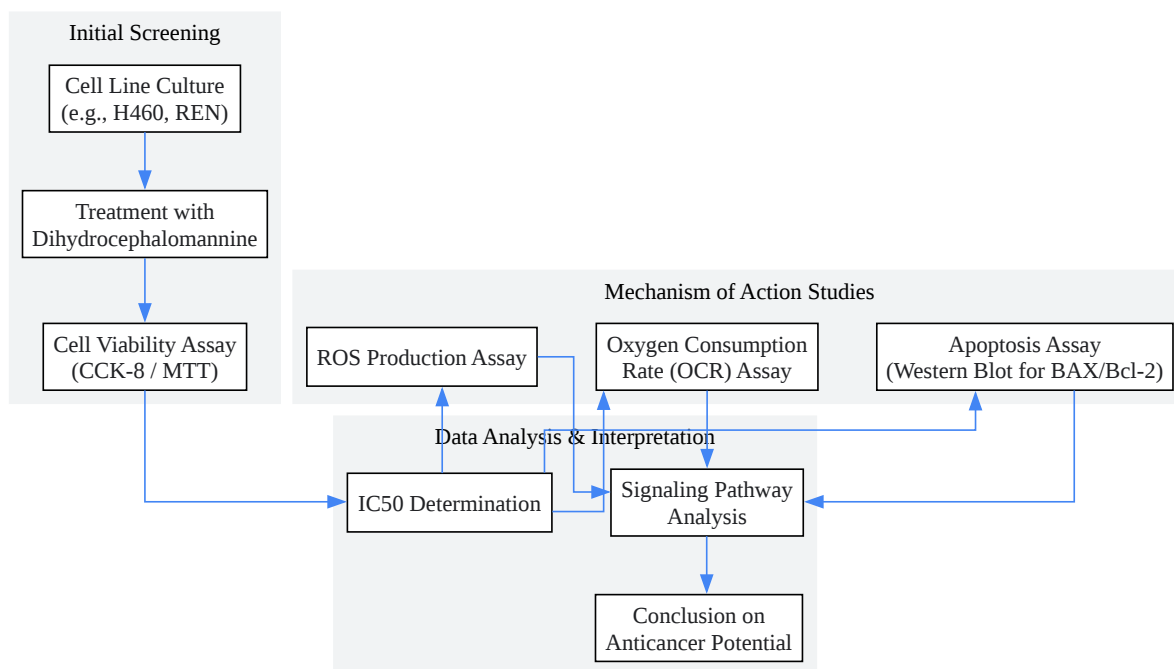 Initial Screening
Cell Line Culture
(e.g., H460, REN)
Treatment with
Dihydrocephalomannine
Cell Viability Assay
(CCK-8 / MTT)
Mechanism of Action Studies
ROS Production Assay
Oxygen Consumption
Rate (OCR) Assay
Apoptosis Assay
(Western Blot for BAX/Bcl-2)
Data Analysis & Interpretation
IC50 Determination
Signaling Pathway
Analysis
Conclusion on
Anticancer Potential